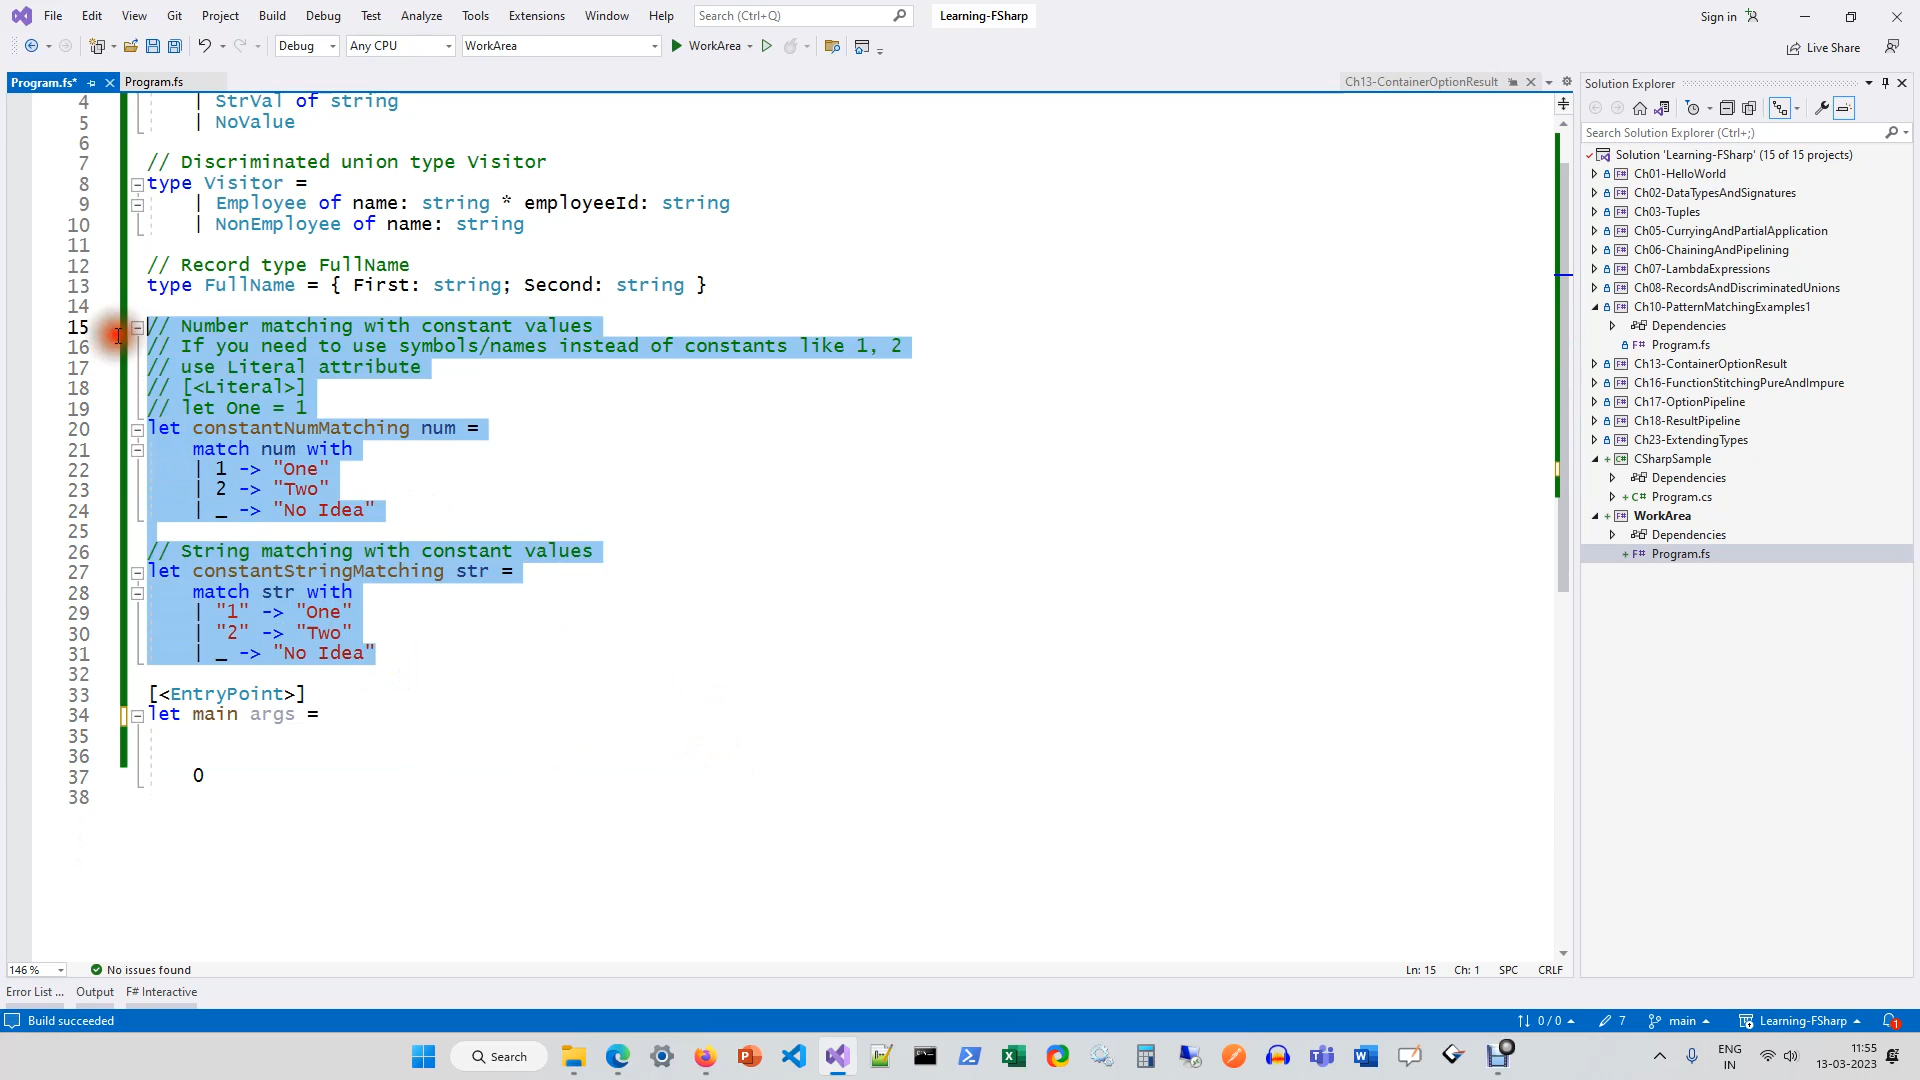 File Edit View Git Project Build Debug Test Analyze Tools Extensions Window Help Search (Ctrl+Q) Learning-FSharp Sign in
Debug Any CPU WorkArea WorkArea Live Share
Program.fs* Program.fs Ch13-ContainerOptionResult
4 | StrVal of string
5 | NoValue
6
7 // Discriminated union type Visitor
8 type Visitor =
9 | Employee of name: string * employeeId: string
10 | NonEmployee of name: string
11
12 // Record type FullName
13 type FullName = { First: string; Second: string }
14
15 // Number matching with constant values
16 // If you need to use symbols/names instead of constants like 1, 2
17 // use Literal attribute
18 // [<Literal>]
19 // let One = 1
20 let constantNumMatching num =
21 match num with
22 | 1 -> "One"
23 | 2 -> "Two"
24 | _ -> "No Idea"
25
26 // String matching with constant values
27 let constantStringMatching str =
28 match str with
29 | "1" -> "One"
30 | "2" -> "Two"
31 | _ -> "No Idea"
32
33 [<EntryPoint>]
34 let main args =
35
36
37 0
38
Solution Explorer
Search Solution Explorer (Ctrl+;)
Solution 'Learning-FSharp' (15 of 15 projects)
Ch01-HelloWorld
Ch02-DataTypesAndSignatures
Ch03-Tuples
Ch05-CurryingAndPartialApplication
Ch06-ChainingAndPipelining
Ch07-LambdaExpressions
Ch08-RecordsAndDiscriminatedUnions
Ch10-PatternMatchingExamples1
Dependencies
F# Program.fs
Ch13-ContainerOptionResult
Ch16-FunctionStitchingPureAndImpure
Ch17-OptionPipeline
Ch18-ResultPipeline
Ch23-ExtendingTypes
CSharpSample
Dependencies
C# Program.cs
WorkArea
Dependencies
F# Program.fs
146 % No issues found Ln: 15 Ch: 1 SPC CRLF
Error List ... Output F# Interactive
Build succeeded 0 / 0 7 main Learning-FSharp 1
Search ENG IN 11:55 13-03-2023